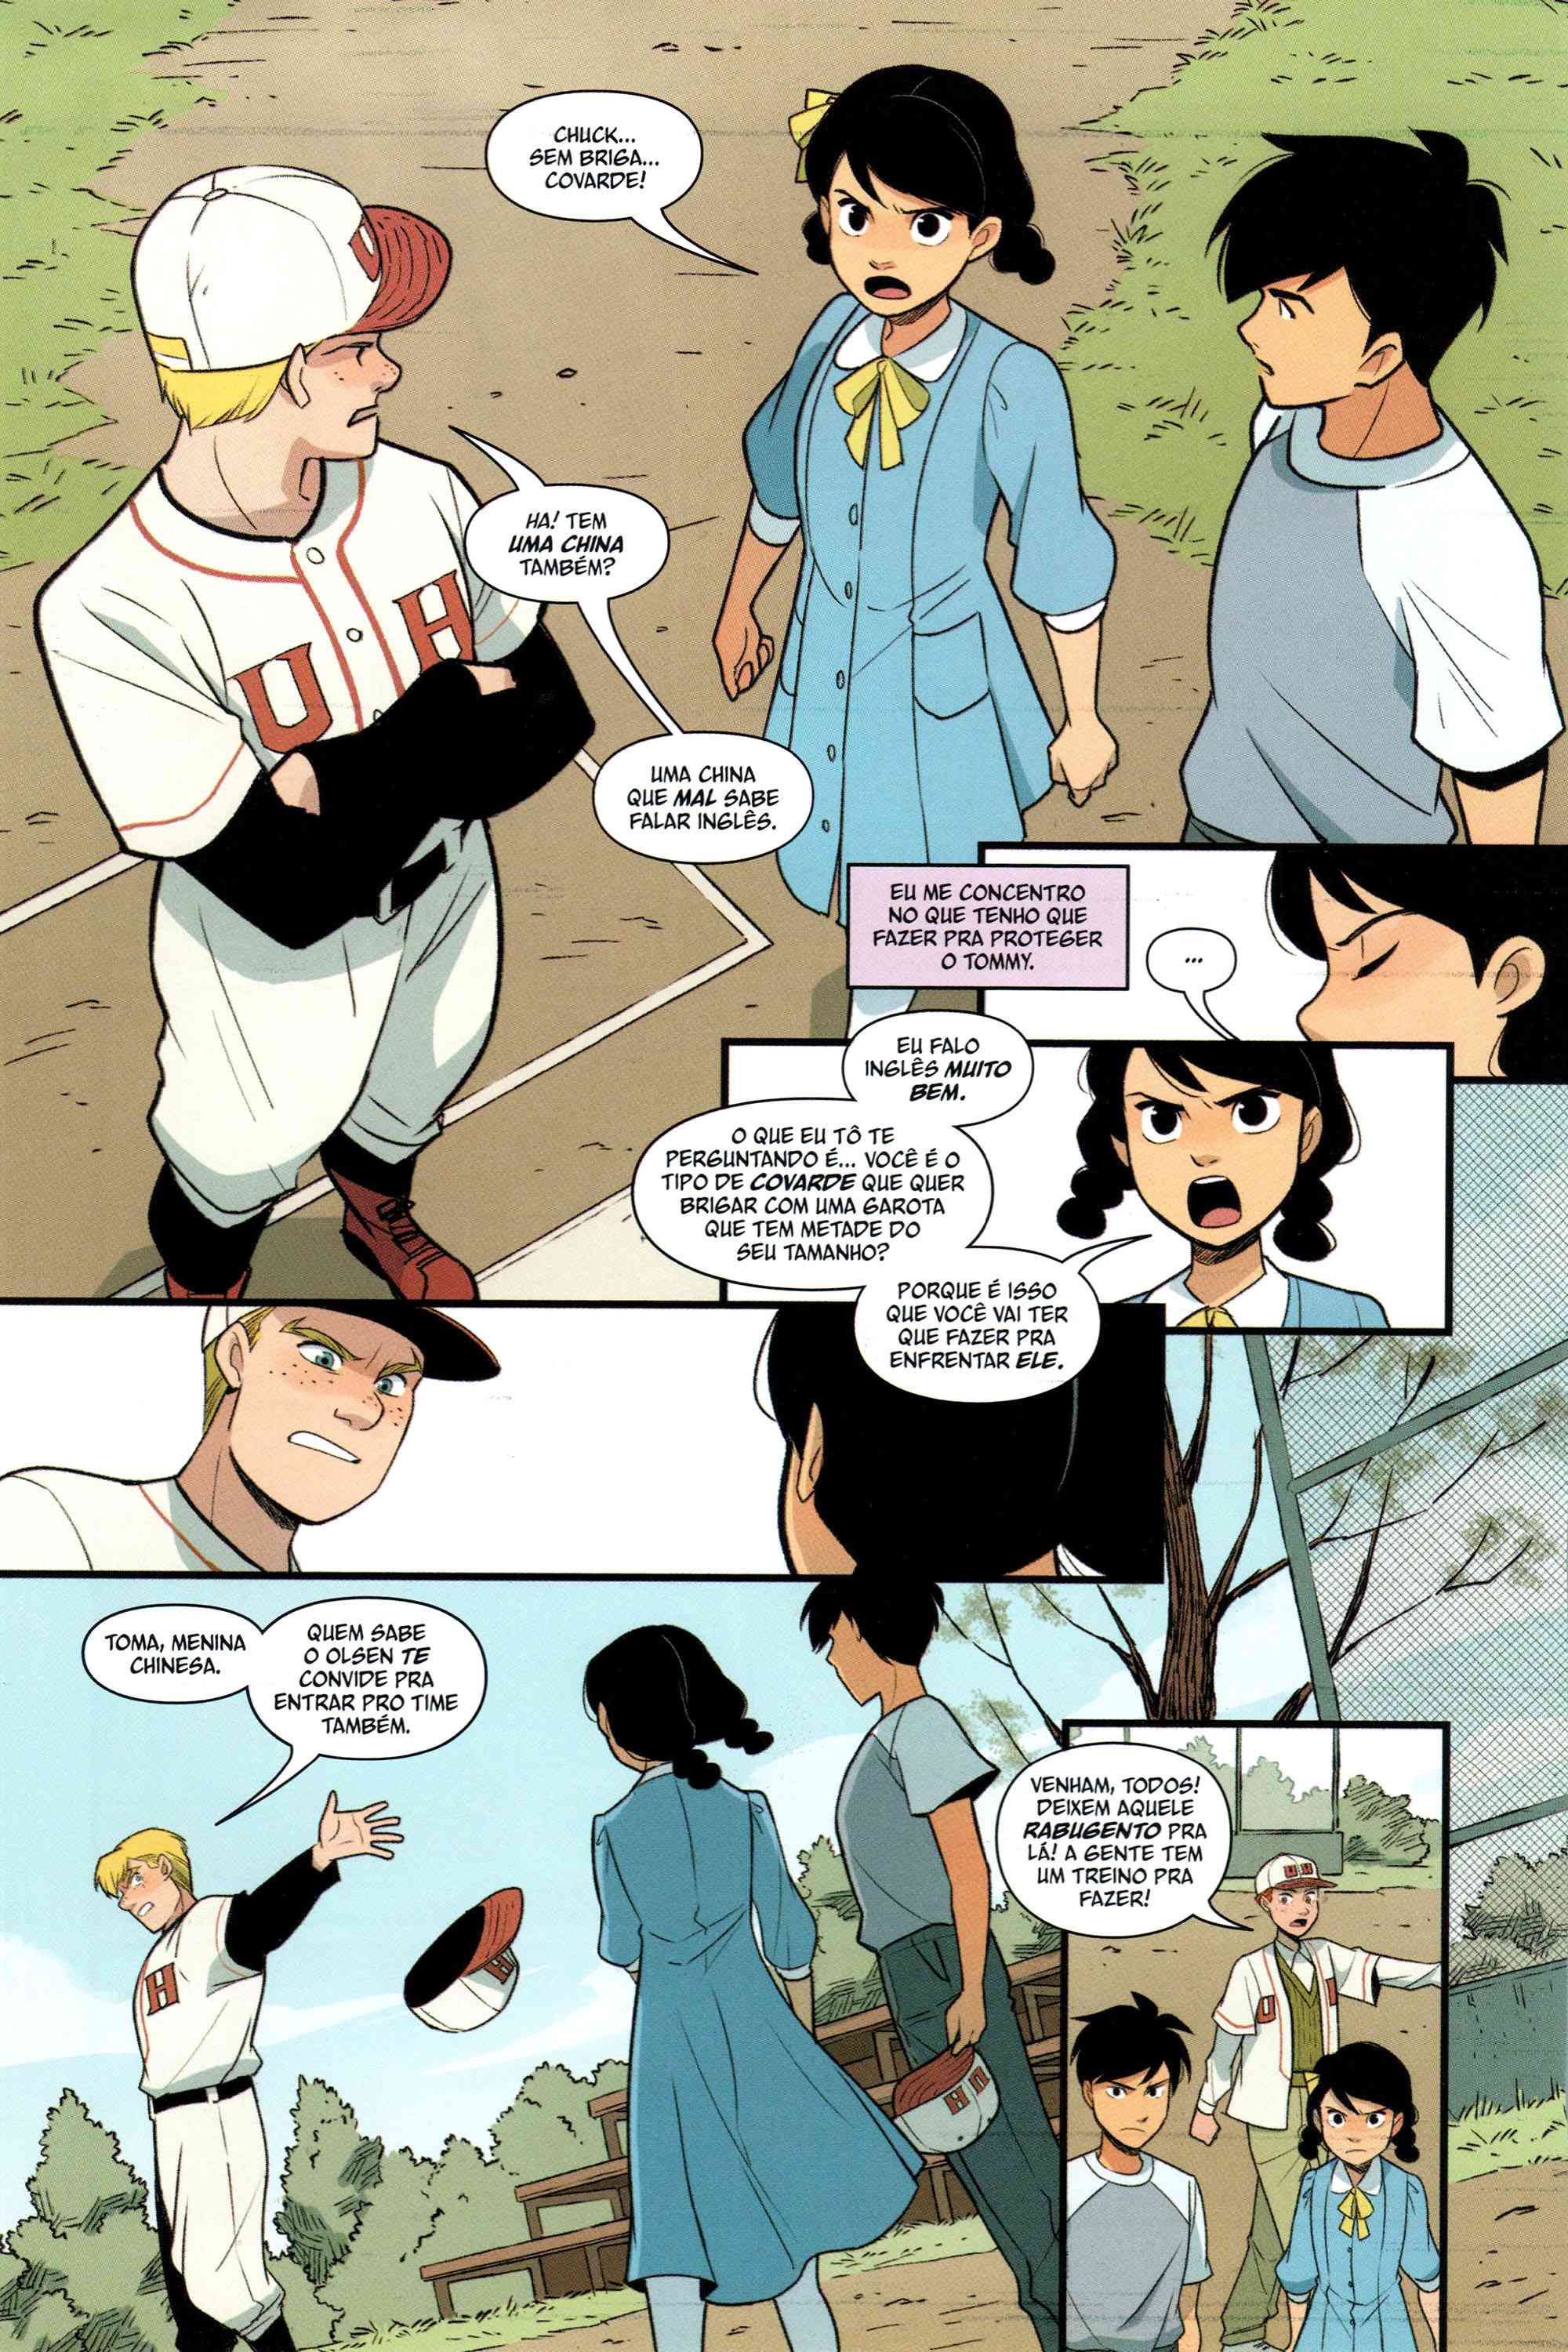 CHUCK...
SEM BRIGA...
COVARDE!
HA! TEM
UMA CHINA
TAMBÉM?
U H
UMA CHINA
QUE MAL SABE
FALAR INGLÊS.
EU ME CONCENTRO
NO QUE TENHO QUE
FAZER PRA PROTEGER
O TOMMY.
...
EU FALO
INGLÊS MUITO
BEM.
O QUE EU TÔ TE
PERGUNTANDO É... VOCÊ É O
TIPO DE COVARDE QUE QUER
BRIGAR COM UMA GAROTA
QUE TEM METADE DO
SEU TAMANHO?
PORQUE É ISSO
QUE VOCÊ VAI TER
QUE FAZER PRA
ENFRENTAR ELE.
TOMA, MENINA
CHINESA.
QUEM SABE
O OLSEN TE
CONVIDE PRA
ENTRAR PRO TIME
TAMBÉM.
H
H
H U
VENHAM, TODOS!
DEIXEM AQUELE
RABUGENTO PRA
LÁ! A GENTE TEM
UM TREINO PRA
FAZER!
U